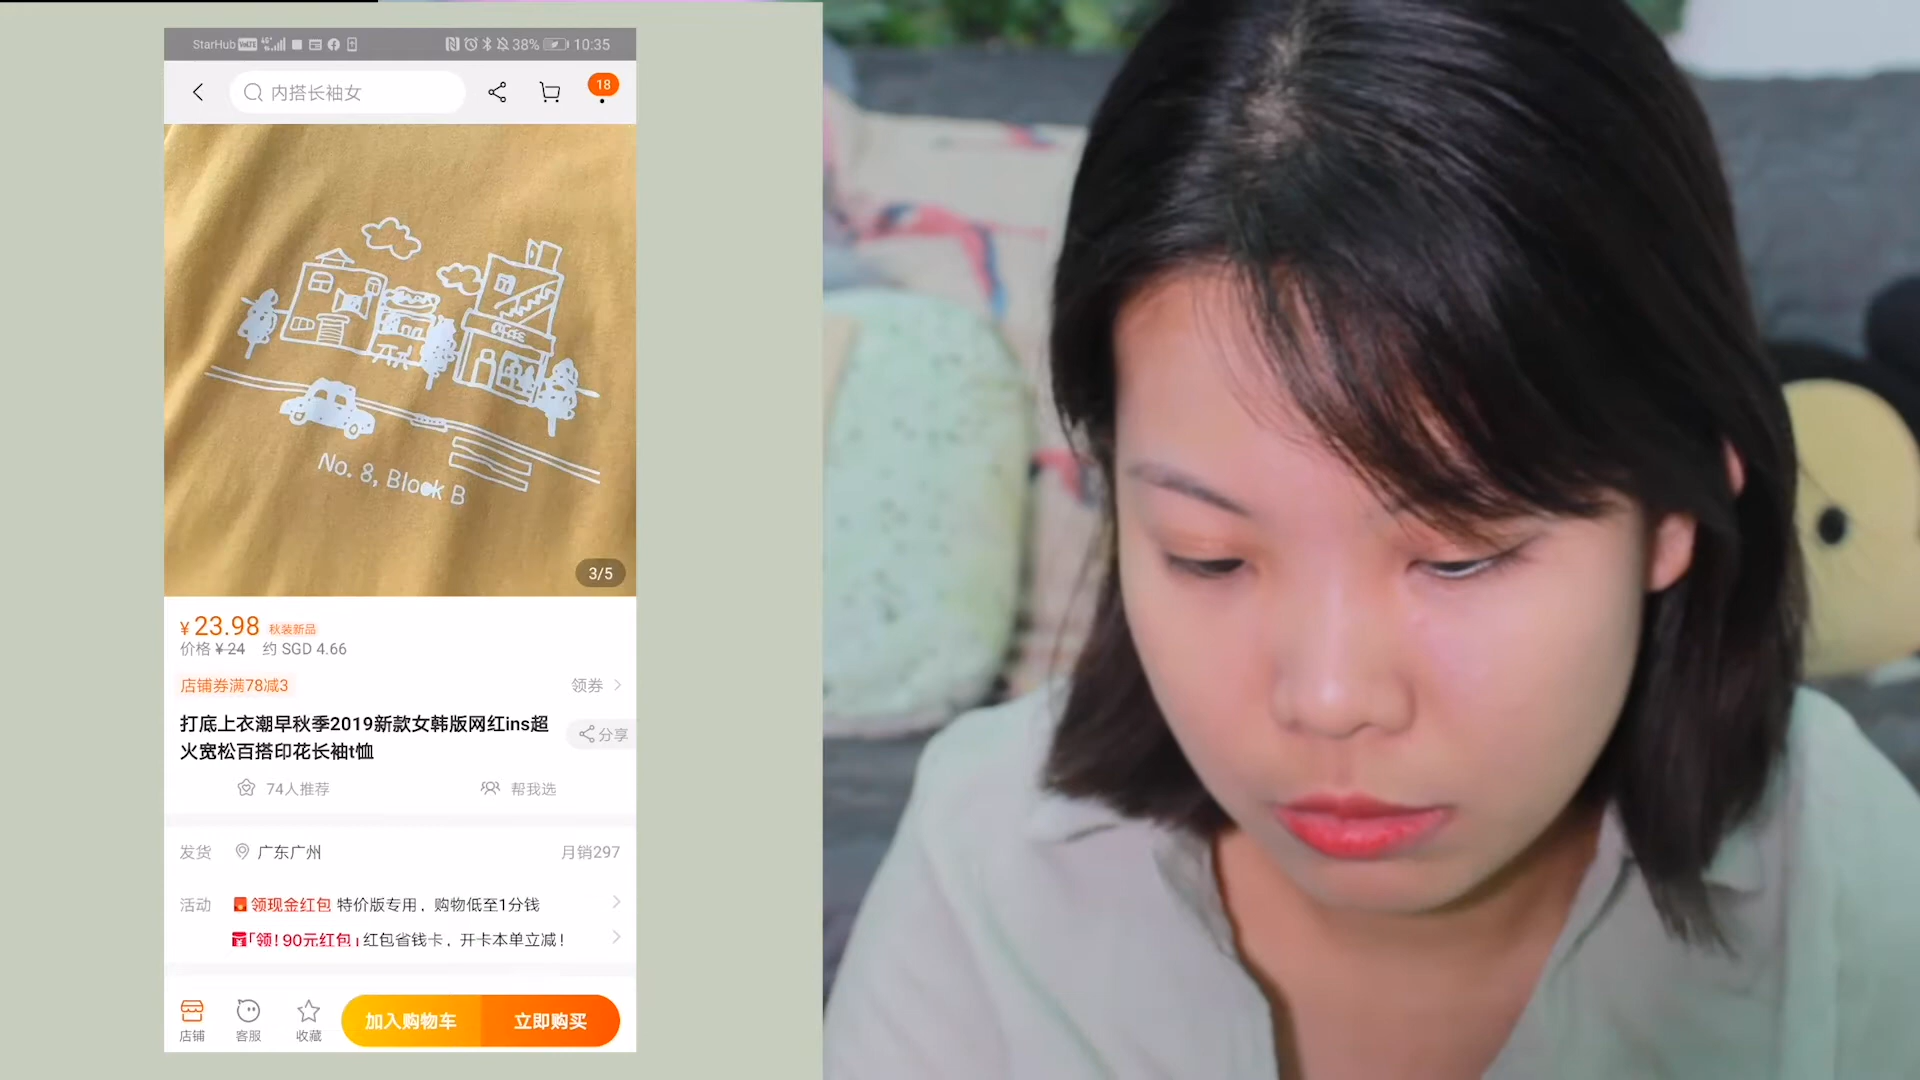 StarHub 38% 10:35
内搭长袖女
18
OFFEE
No. 8, Block B
3/5
¥23.98 秋装新品
价格 ¥24 约 SGD 4.66
店铺券满78减3 领券
打底上衣潮早秋季2019新款女韩版网红ins超
火宽松百搭印花长袖t恤
分享
74人推荐 帮我选
发货 广东广州 月销297
活动 领现金红包 特价版专用，购物低至1分钱
「领！90元红包」红包省钱卡，开卡本单立减！
店铺 客服 收藏 加入购物车 立即购买